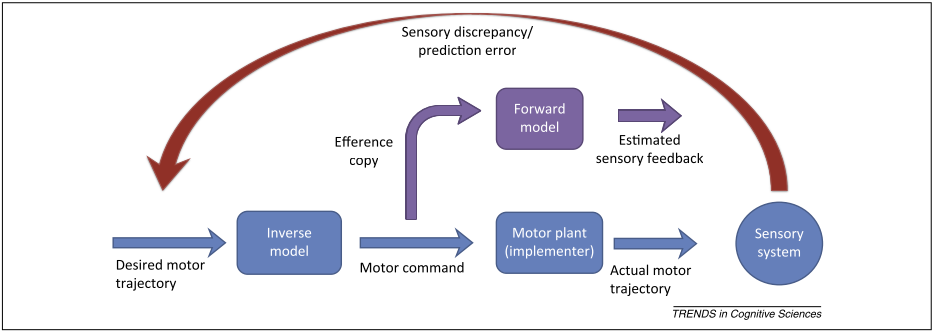 Sensory discrepancy/
prediction error
Forward
model
Efference
copy
Estimated
sensory feedback
Inverse
model
Motor plant
(implementer)
Sensory
system
Desired motor
trajectory
Motor command
Actual motor
trajectory
TRENDS in Cognitive Sciences